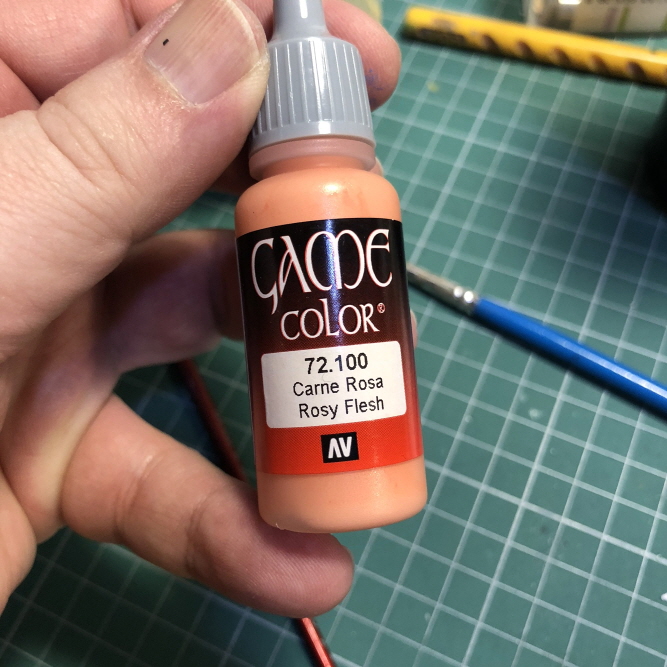 GAME
COLOR®
72.100
Carne Rosa
Rosy Flesh
AV